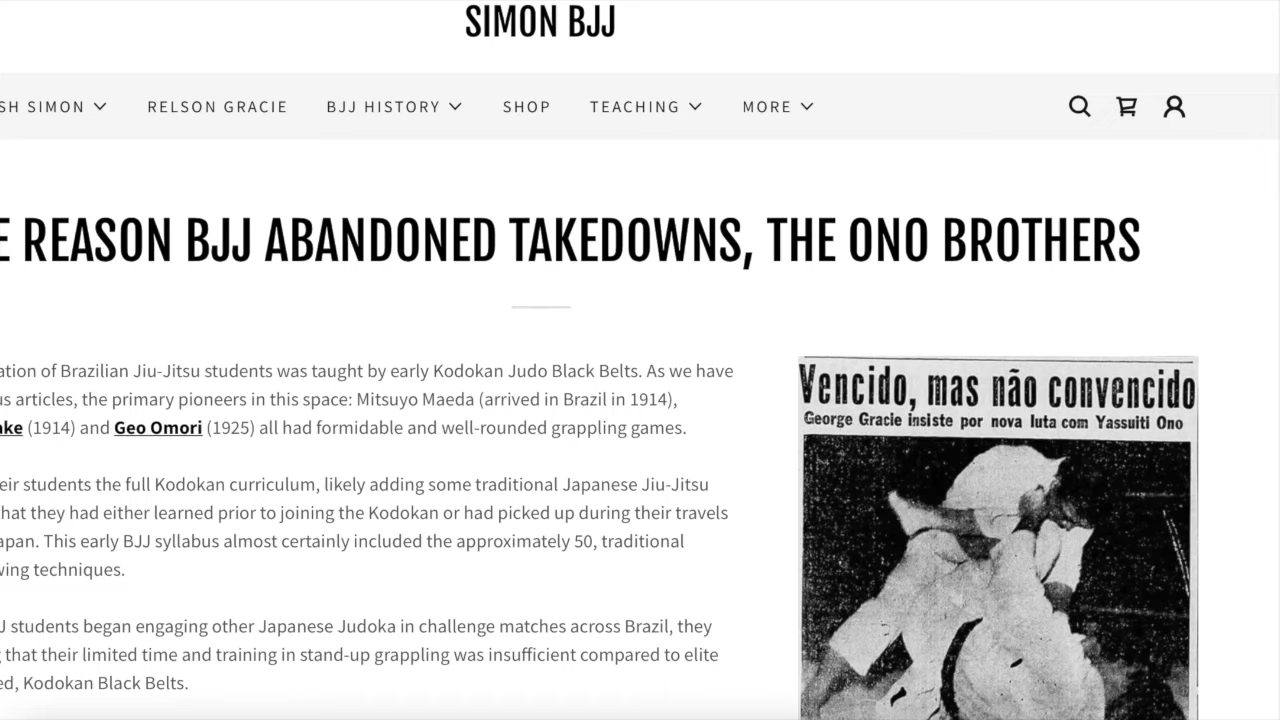 SIMON BJJ
SH SIMON
RELSON GRACIE
BJJ HISTORY
SHOP
TEACHING
MORE
E REASON BJJ ABANDONED TAKEDOWNS, THE ONO BROTHERS
ation of Brazilian Jiu-Jitsu students was taught by early Kodokan Judo Black Belts. As we have
us articles, the primary pioneers in this space: Mitsuyo Maeda (arrived in Brazil in 1914),
ake (1914) and Geo Omori (1925) all had formidable and well-rounded grappling games.
eir students the full Kodokan curriculum, likely adding some traditional Japanese Jiu-Jitsu
that they had either learned prior to joining the Kodokan or had picked up during their travels
apan. This early BJJ syllabus almost certainly included the approximately 50, traditional
wing techniques.
J students began engaging other Japanese Judoka in challenge matches across Brazil, they
g that their limited time and training in stand-up grappling was insufficient compared to elite
ed, Kodokan Black Belts.
Vencido, mas não convencido
George Gracie insiste por nova luta com Yassuiti Ono